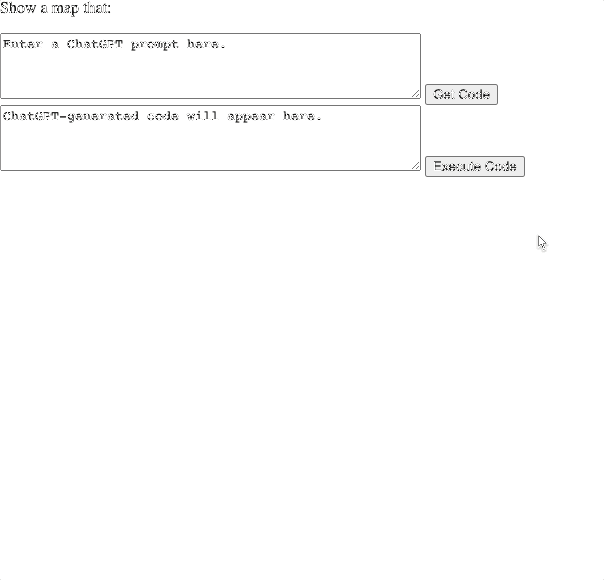 Show a map that:
Enter a ChatGPT prompt here.
Get Code
ChatGPT-generated code will appear here.
Execute Code